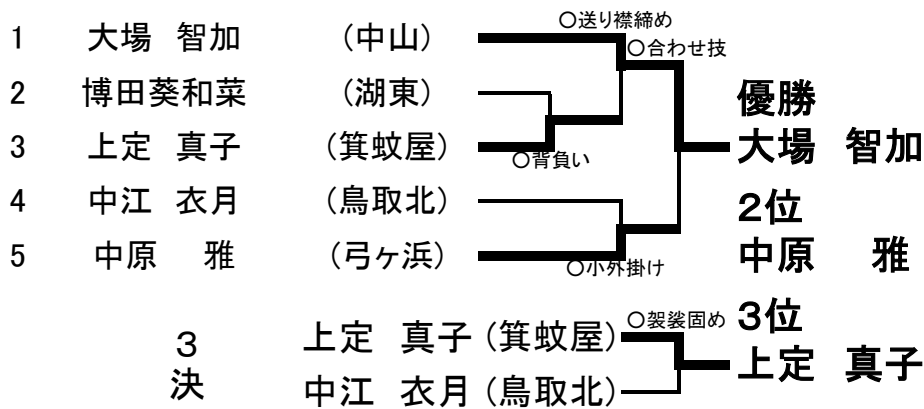 ○送り襟締め
1 大場 智加 (中山)
○合わせ技
2 博田葵和菜 (湖東)
優勝
3 上定 真子 (箕蚊屋)
大場 智加
○背負い
4 中江 衣月 (鳥取北)
2位
5 中原 雅 (弓ヶ浜)
中原 雅
○小外掛け
3位
○袈裟固め
3
決
上定 真子 (箕蚊屋)
上定 真子
中江 衣月 (鳥取北)